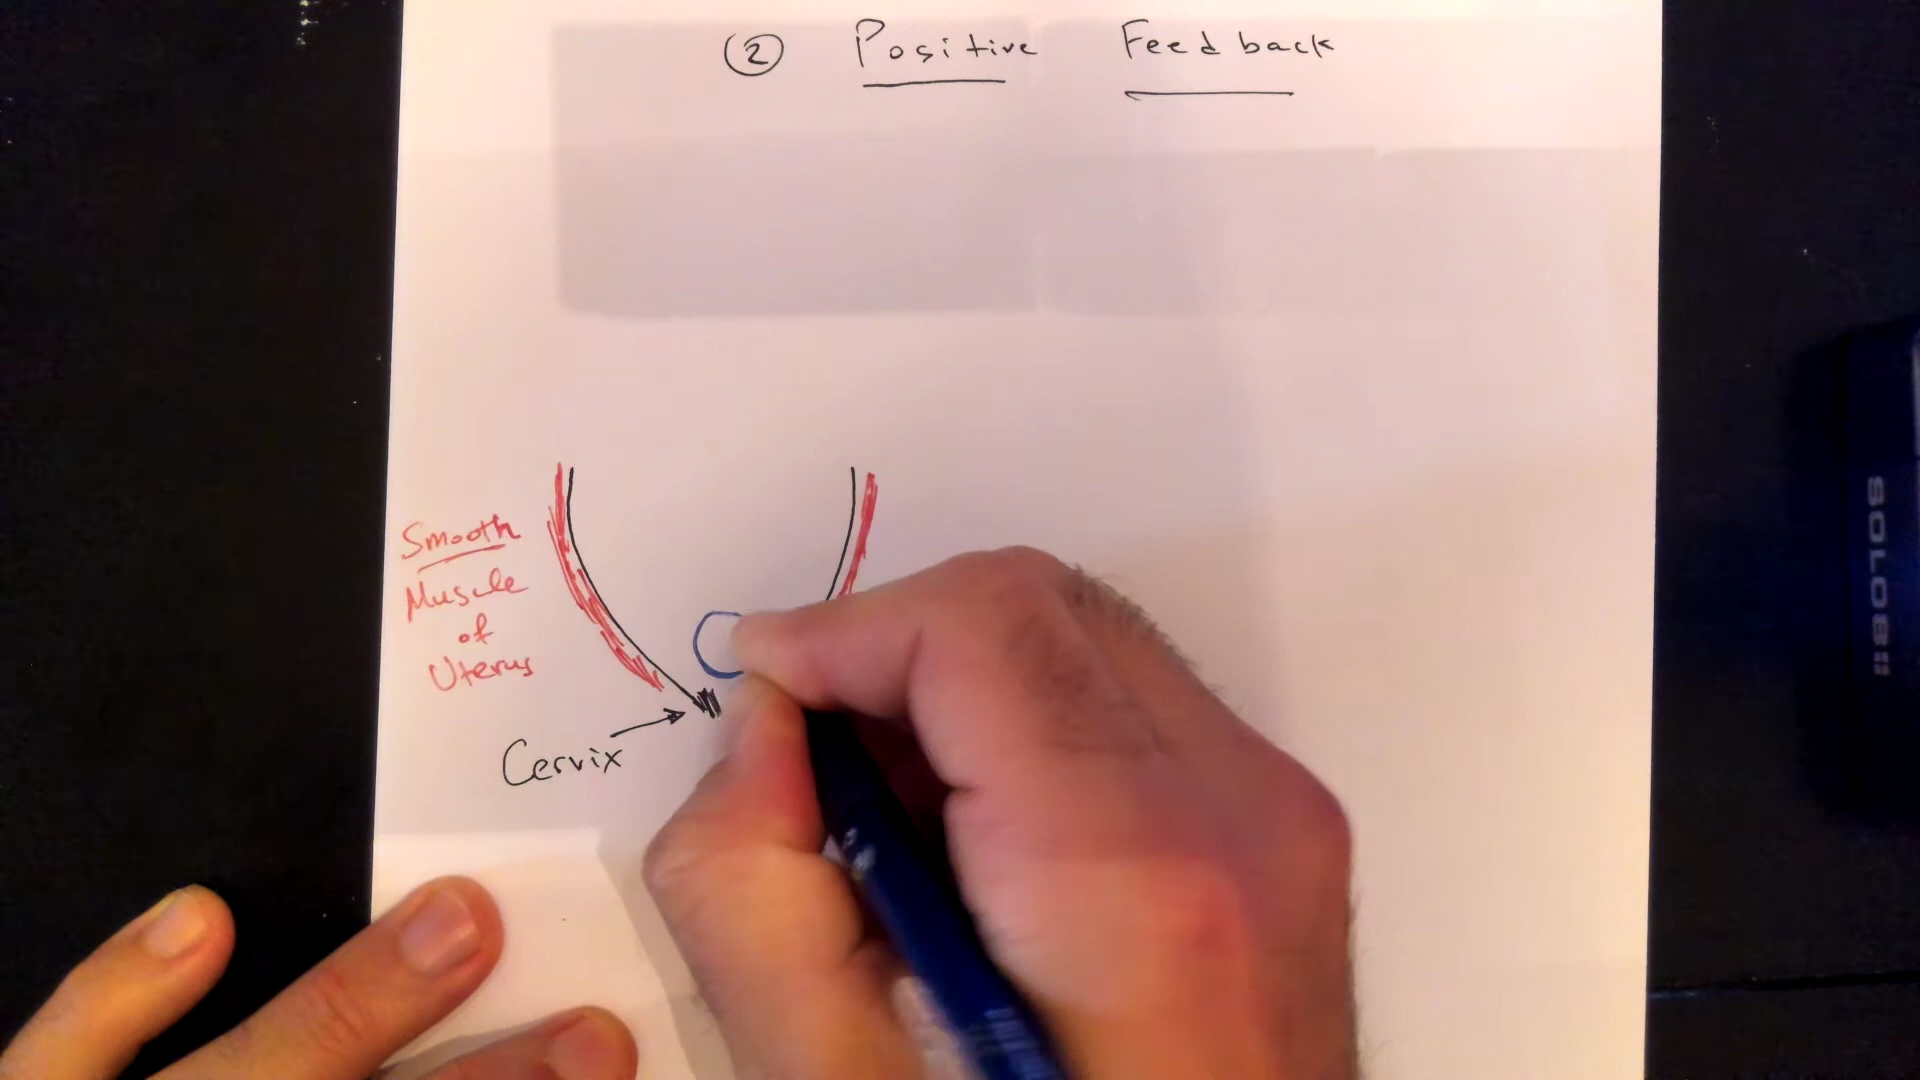 ② Positive Feedback
Smooth
Muscle
of
Uterus
Cervix